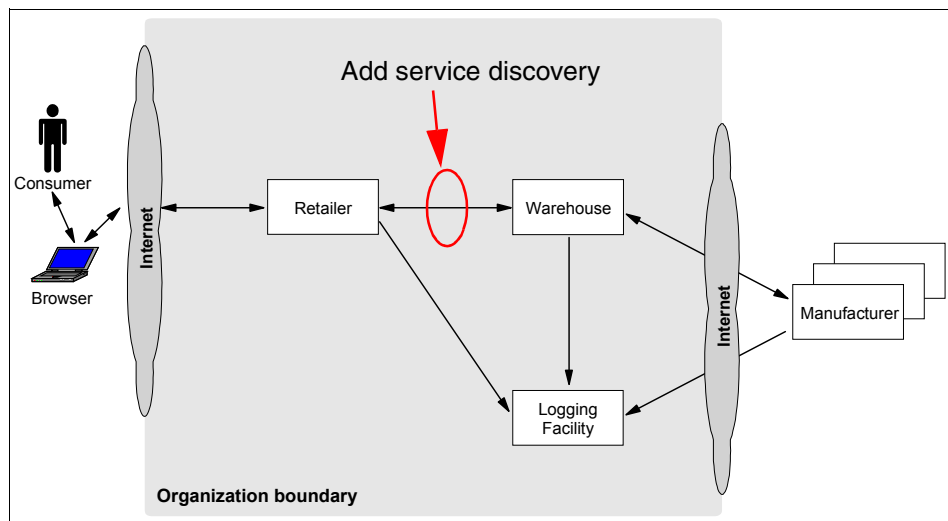 Add service discovery
Consumer
Browser
Internet
Retailer
Warehouse
Internet
Manufacturer
Logging
Facility
Organization boundary